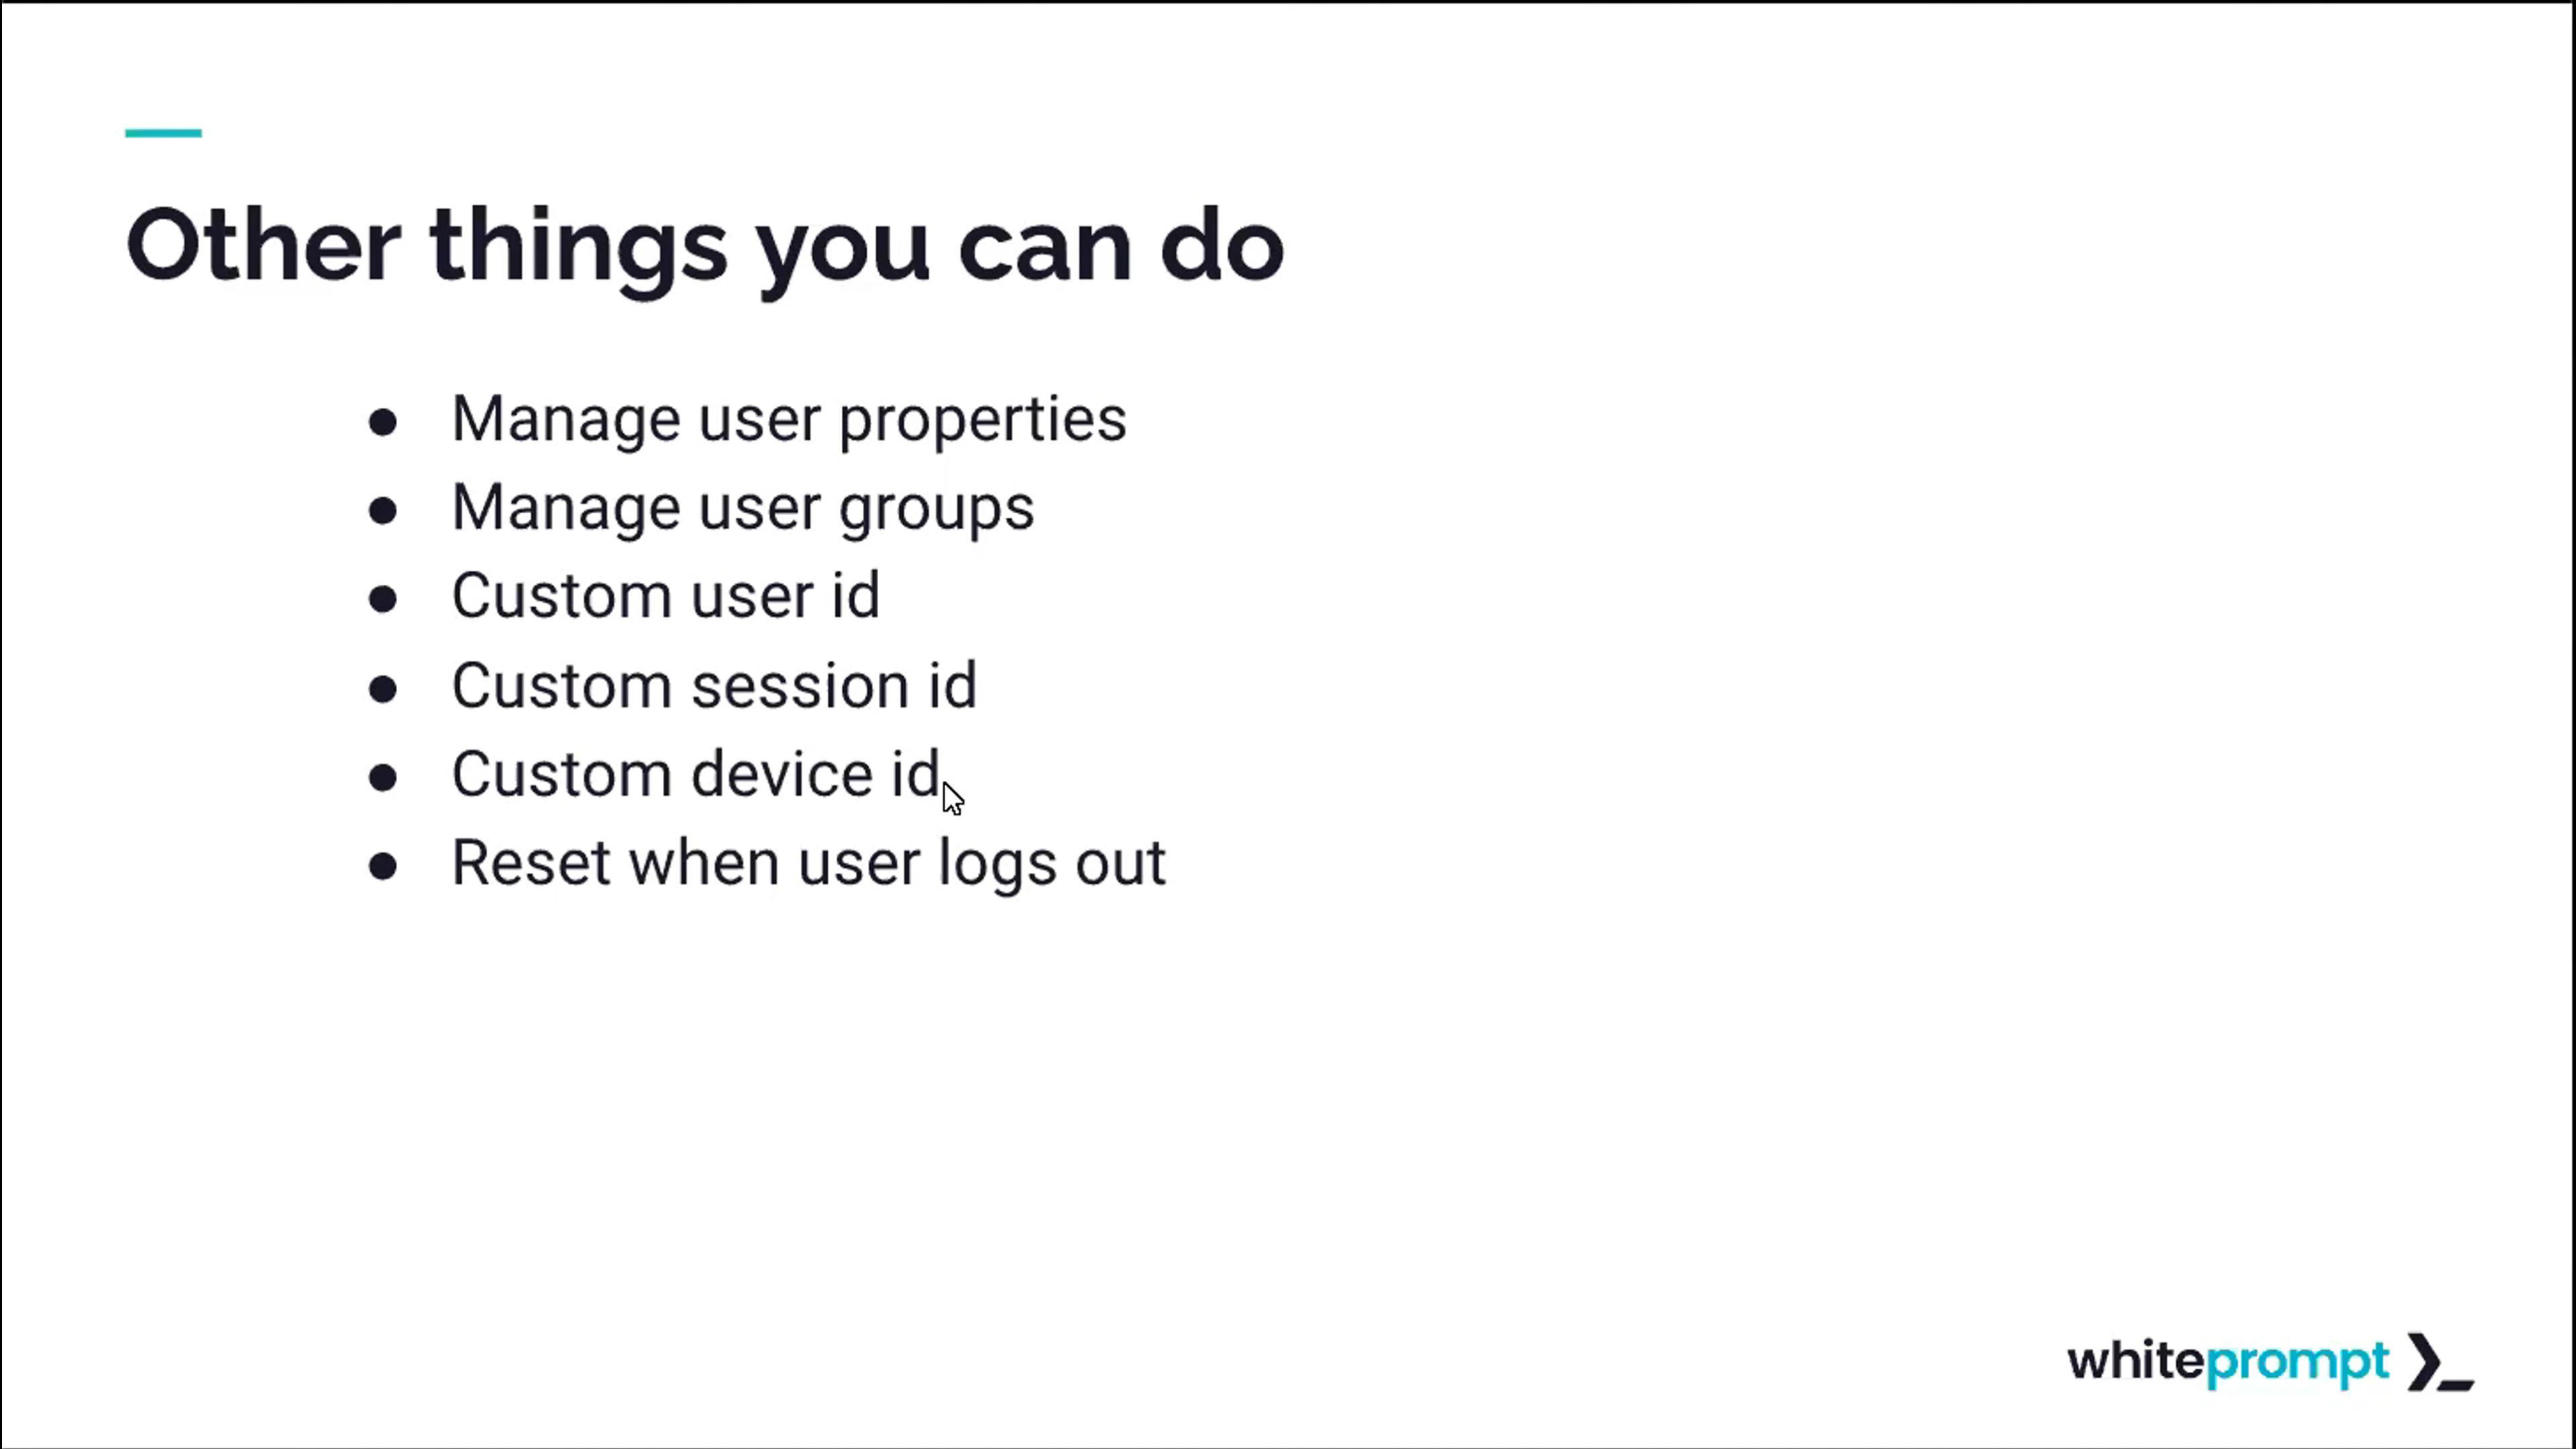 Other things you can do
● Manage user properties
● Manage user groups
● Custom user id
● Custom session id
● Custom device id
● Reset when user logs out
whiteprompt